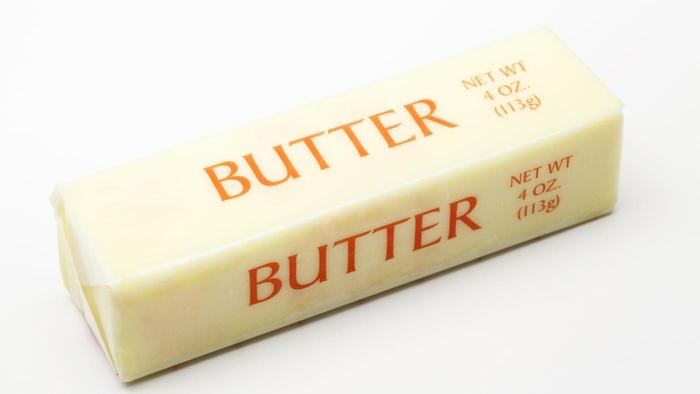 BUTTER
NET WT
4 OZ.
(113g)
BUTTER
NET WT
4 OZ.
(113g)